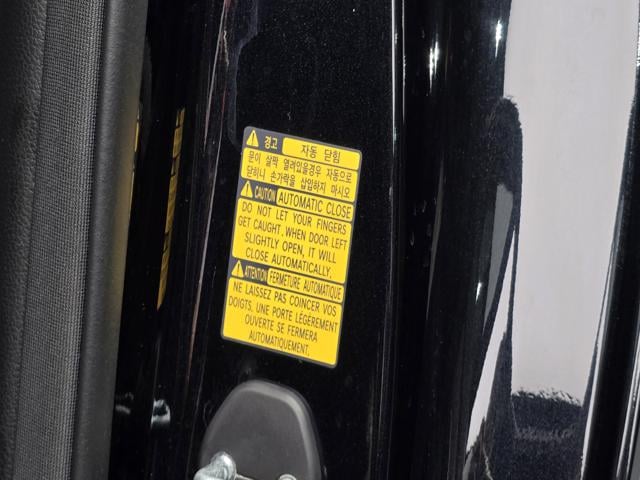 경고 자동 닫힘
문이 살짝 열려있을경우 자동으로
닫히니 손가락을 삽입하지 마시오
CAUTION AUTOMATIC CLOSE
DO NOT LET YOUR FINGERS
GET CAUGHT. WHEN DOOR LEFT
SLIGHTLY OPEN, IT WILL
CLOSE AUTOMATICALLY.
ATTENTION FERMETURE AUTOMATIQUE
NE LAISSEZ PAS COINCER VOS
DOIGTS. UNE PORTE LÉGÈREMENT
OUVERTE SE FERMERA
AUTOMATIQUEMENT.